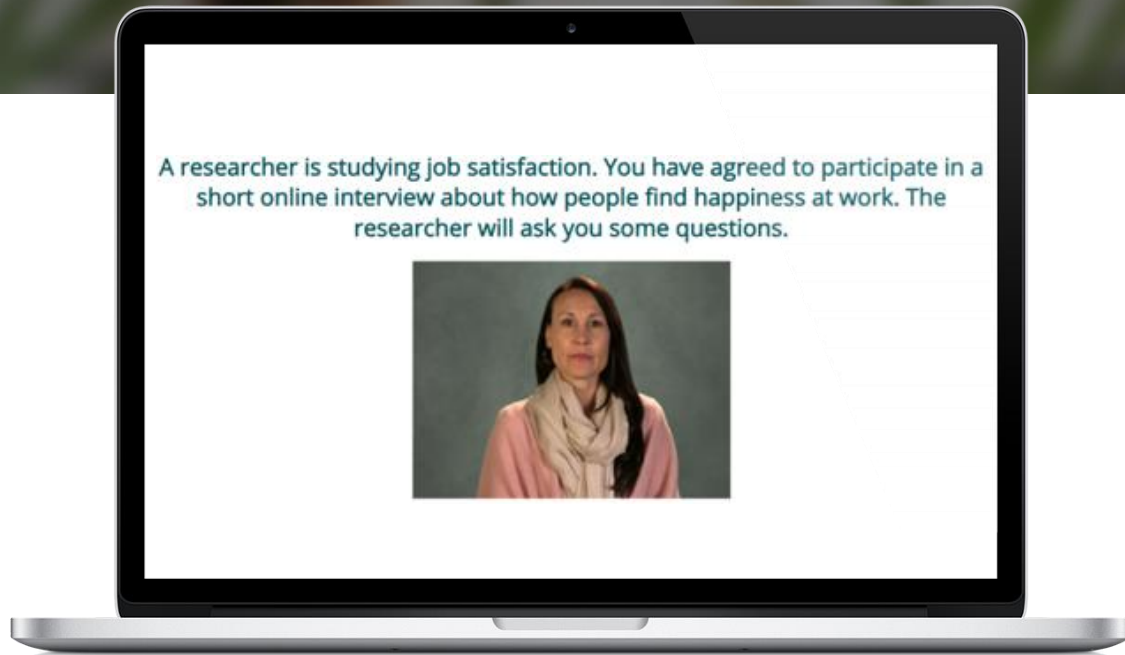 A researcher is studying job satisfaction. You have agreed to participate in a
short online interview about how people find happiness at work. The
researcher will ask you some questions.